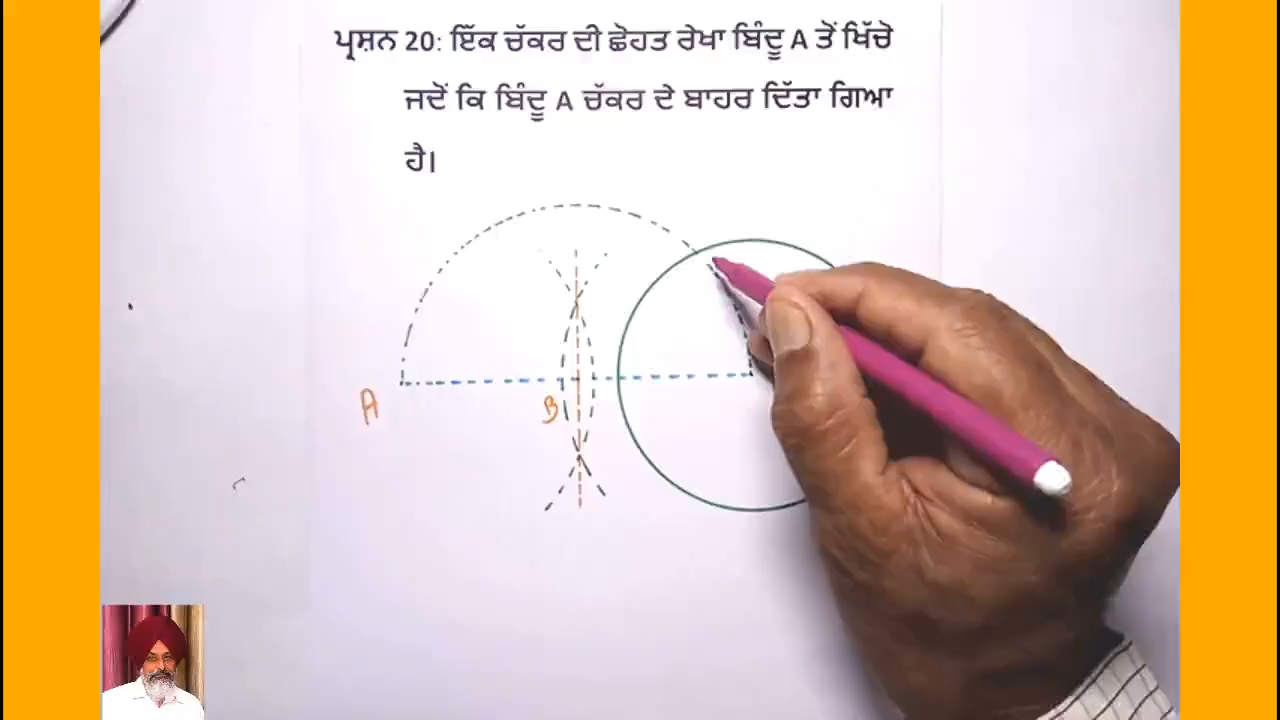 ਪ੍ਰਸ਼ਨ 20: ਇੱਕ ਚੱਕਰ ਦੀ ਛੋਹਤ ਰੇਖਾ ਬਿੰਦੂ A ਤੋਂ ਖਿੱਚੋ
ਜਦੋਂ ਕਿ ਬਿੰਦੂ A ਚੱਕਰ ਦੇ ਬਾਹਰ ਦਿੱਤਾ ਗਿਆ
ਹੈ।
A
B